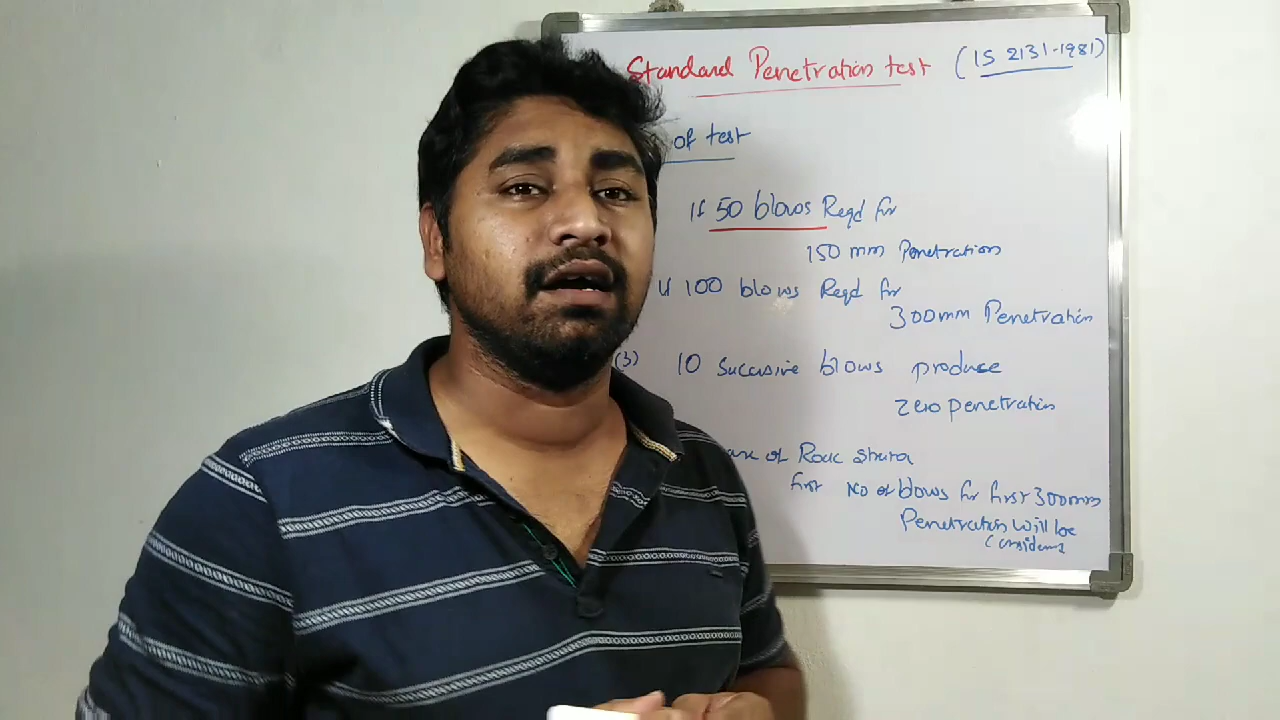 Standard Penetration test (IS 2131-1981)
of test
If 50 blows Reqd for
150 mm Penetration
If 100 blows Reqd for
300mm Penetration
(3) 10 Succesive blows produce
Zero penetration
of Rock strata
first No of blows for first 300mm
Penetration will be